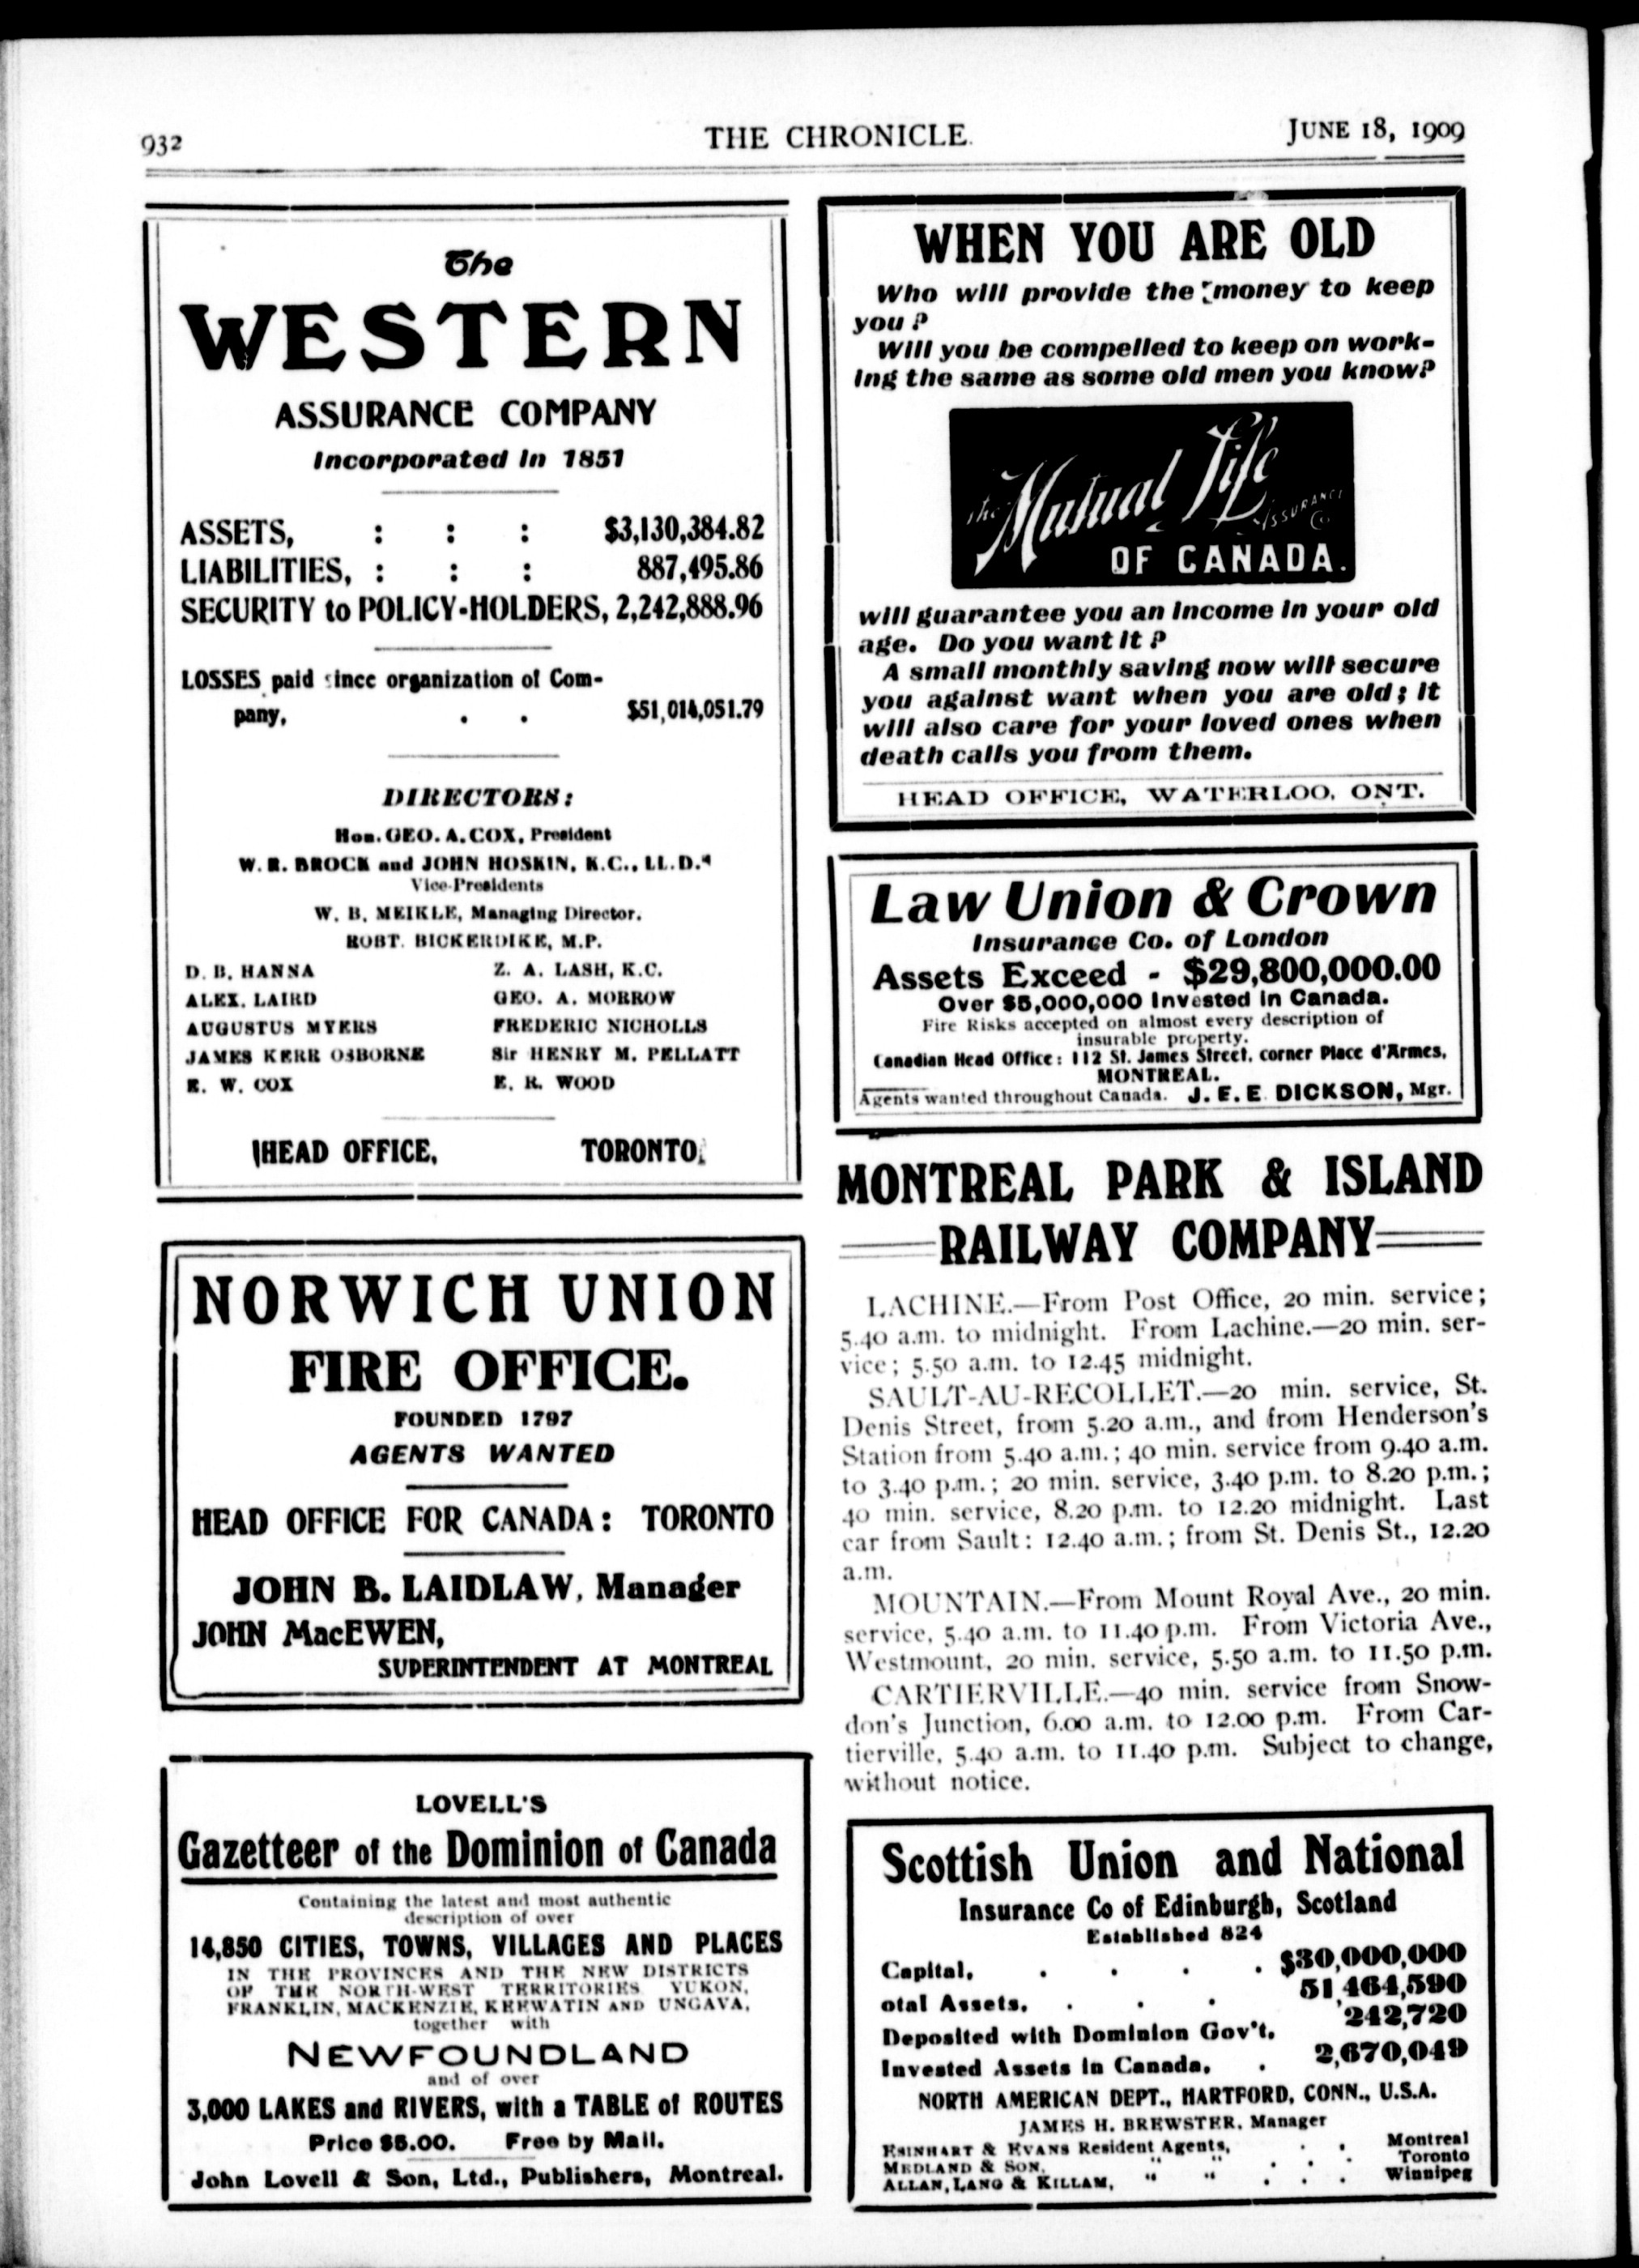 932
THE CHRONICLE.
JUNE 18, 1909
The
WESTERN
ASSURANCE COMPANY
Incorporated in 1851
ASSETS, : : : $3,130,384.82
LIABILITIES, : : : 887,495.86
SECURITY to POLICY-HOLDERS, 2,242,888.96
LOSSES paid since organization of Com-
pany, . . $51,014,051.79
DIRECTORS:
Hon. GEO. A. COX, President
W. R. BROCK and JOHN HOSKIN, K.C., LL.D.
Vice-Presidents
W. B. MEIKLE, Managing Director.
ROBT. BICKERDIKE, M.P.
D. B. HANNA Z. A. LASH, K.C.
ALEX. LAIRD GEO. A. MORROW
AUGUSTUS MYERS FREDERIC NICHOLLS
JAMES KERR OSBORNE Sir HENRY M. PELLATT
E. W. COX E. R. WOOD
HEAD OFFICE, TORONTO
NORWICH UNION
FIRE OFFICE.
FOUNDED 1797
AGENTS WANTED
HEAD OFFICE FOR CANADA: TORONTO
JOHN B. LAIDLAW, Manager
JOHN MacEWEN,
SUPERINTENDENT AT MONTREAL
LOVELL'S
Gazetteer of the Dominion of Canada
Containing the latest and most authentic
description of over
14,850 CITIES, TOWNS, VILLAGES AND PLACES
IN THE PROVINCES AND THE NEW DISTRICTS
OF THE NORTH-WEST TERRITORIES YUKON,
FRANKLIN, MACKENZIE, KEEWATIN AND UNGAVA,
together with
NEWFOUNDLAND
and of over
3,000 LAKES and RIVERS, with a TABLE of ROUTES
Price $5.00. Free by Mail.
John Lovell & Son, Ltd., Publishers, Montreal.
WHEN YOU ARE OLD
Who will provide the money to keep
you?
Will you be compelled to keep on work-
ing the same as some old men you know?
The Mutual Life
ASSURANCE
Co
OF CANADA.
will guarantee you an income in your old
age. Do you want it?
A small monthly saving now will secure
you against want when you are old; it
will also care for your loved ones when
death calls you from them.
HEAD OFFICE, WATERLOO, ONT.
Law Union & Crown
Insurance Co. of London
Assets Exceed - $29,800,000.00
Over $5,000,000 Invested in Canada.
Fire Risks accepted on almost every description of
insurable property.
Canadian Head Office: 112 St. James Street, corner Place d'Armes,
MONTREAL.
Agents wanted throughout Canada. J. E. E. DICKSON, Mgr.
MONTREAL PARK & ISLAND
RAILWAY COMPANY
LACHINE.—From Post Office, 20 min. service;
5.40 a.m. to midnight. From Lachine.—20 min. ser-
vice; 5.50 a.m. to 12.45 midnight.
SAULT-AU-RECOLLET.—20 min. service, St.
Denis Street, from 5.20 a.m., and from Henderson's
Station from 5.40 a.m.; 40 min. service from 9.40 a.m.
to 3.40 p.m.; 20 min. service, 3.40 p.m. to 8.20 p.m.;
40 min. service, 8.20 p.m. to 12.20 midnight. Last
car from Sault: 12.40 a.m.; from St. Denis St., 12.20
a.m.
MOUNTAIN.—From Mount Royal Ave., 20 min.
service, 5.40 a.m. to 11.40 p.m. From Victoria Ave.,
Westmount, 20 min. service, 5.50 a.m. to 11.50 p.m.
CARTIERVILLE.—40 min. service from Snow-
don's Junction, 6.00 a.m. to 12.00 p.m. From Car-
tierville, 5.40 a.m. to 11.40 p.m. Subject to change,
without notice.
Scottish Union and National
Insurance Co of Edinburgh, Scotland
Established 824
Capital, . . . . $30,000,000
otal Assets, . . . 51,464,590
Deposited with Dominion Gov't, 242,720
Invested Assets in Canada, . 2,670,049
NORTH AMERICAN DEPT., HARTFORD, CONN., U.S.A.
JAMES H. BREWSTER, Manager
ESINHART & EVANS Resident Agents, . . Montreal
MEDLAND & SON, " " . . . Toronto
ALLAN, LANG & KILLAM, " " . . . Winnipeg